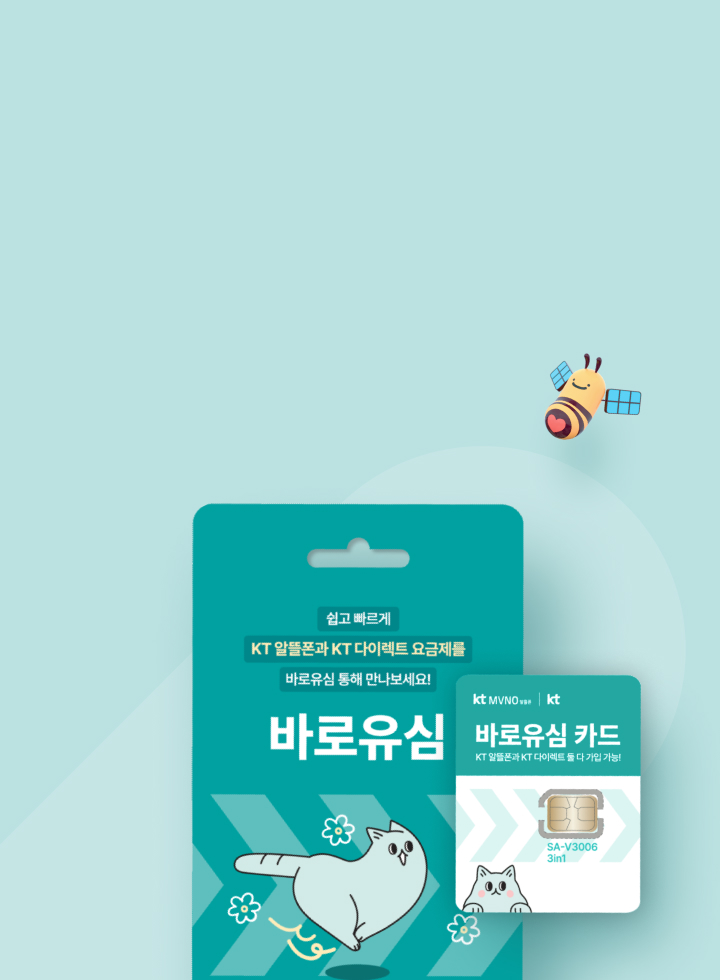 쉽고 빠르게
KT 알뜰폰과 KT 다이렉트 요금제를
바로유심 통해 만나보세요!
바로유심
kt MVNO 알뜰폰 | kt
바로유심 카드
KT 알뜰폰과 KT 다이렉트 둘 다 가입 가능!
SA-V3006
3in1